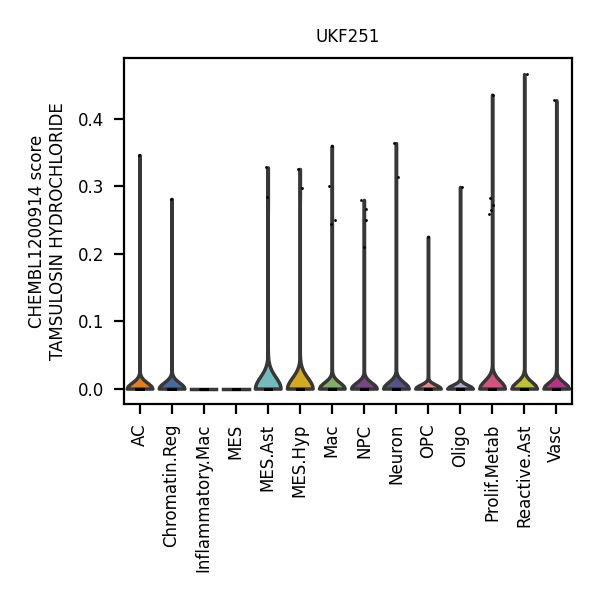 UKF251
CHEMBL1200914 score
TAMSULOSIN HYDROCHLORIDE
0.4
0.3
0.2
0.1
0.0
AC
Chromatin.Reg
Inflammatory.Mac
MES
MES.Ast
MES.Hyp
Mac
NPC
Neuron
OPC
Oligo
Prolif.Metab
Reactive.Ast
Vasc